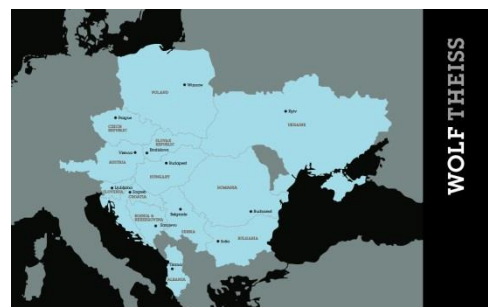 Warsaw
POLAND
Prague
CZECH
REPUBLIC
Kyiv
UKRAINE
SLOVAK
REPUBLIC
Vienna
Bratislava
AUSTRIA
Budapest
HUNGARY
Ljubljana
SLOVENIA
Zagreb
CROATIA
ROMANIA
BOSNIA &
HERZEGOVINA
Belgrade
Bucharest
Sarajevo
SERBIA
Sofia
BULGARIA
Tirana
ALBANIA
WOLF THEISS